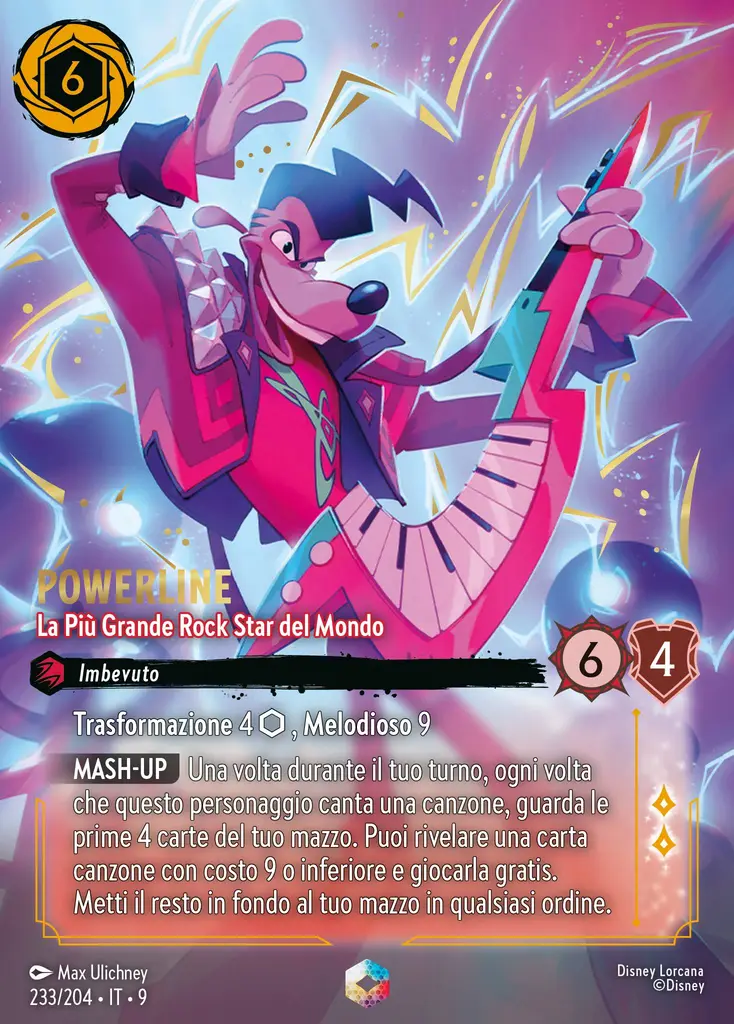 6
POWERLINE
La Più Grande Rock Star del Mondo
Imbevuto
6
4
Trasformazione 4 , Melodioso 9
MASH-UP Una volta durante il tuo turno, ogni volta
che questo personaggio canta una canzone, guarda le
prime 4 carte del tuo mazzo. Puoi rivelare una carta
canzone con costo 9 o inferiore e giocarla gratis.
Metti il resto in fondo al tuo mazzo in qualsiasi ordine.
Max Ulichney
233/204 • IT • 9
Disney Lorcana
©Disney